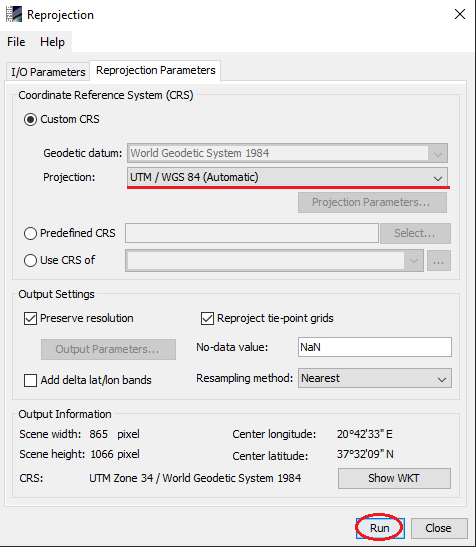 Reprojection
File Help
I/O Parameters Reprojection Parameters
Coordinate Reference System (CRS)
Custom CRS
Geodetic datum: World Geodetic System 1984
Projection: UTM / WGS 84 (Automatic)
Projection Parameters...
Predefined CRS Select...
Use CRS of ...
Output Settings
Preserve resolution Reproject tie-point grids
Output Parameters... No-data value: NaN
Add delta lat/lon bands Resampling method: Nearest
Output Information
Scene width: 865 pixel Center longitude: 20°42'33" E
Scene height: 1066 pixel Center latitude: 37°32'09" N
CRS: UTM Zone 34 / World Geodetic System 1984 Show WKT
Run Close